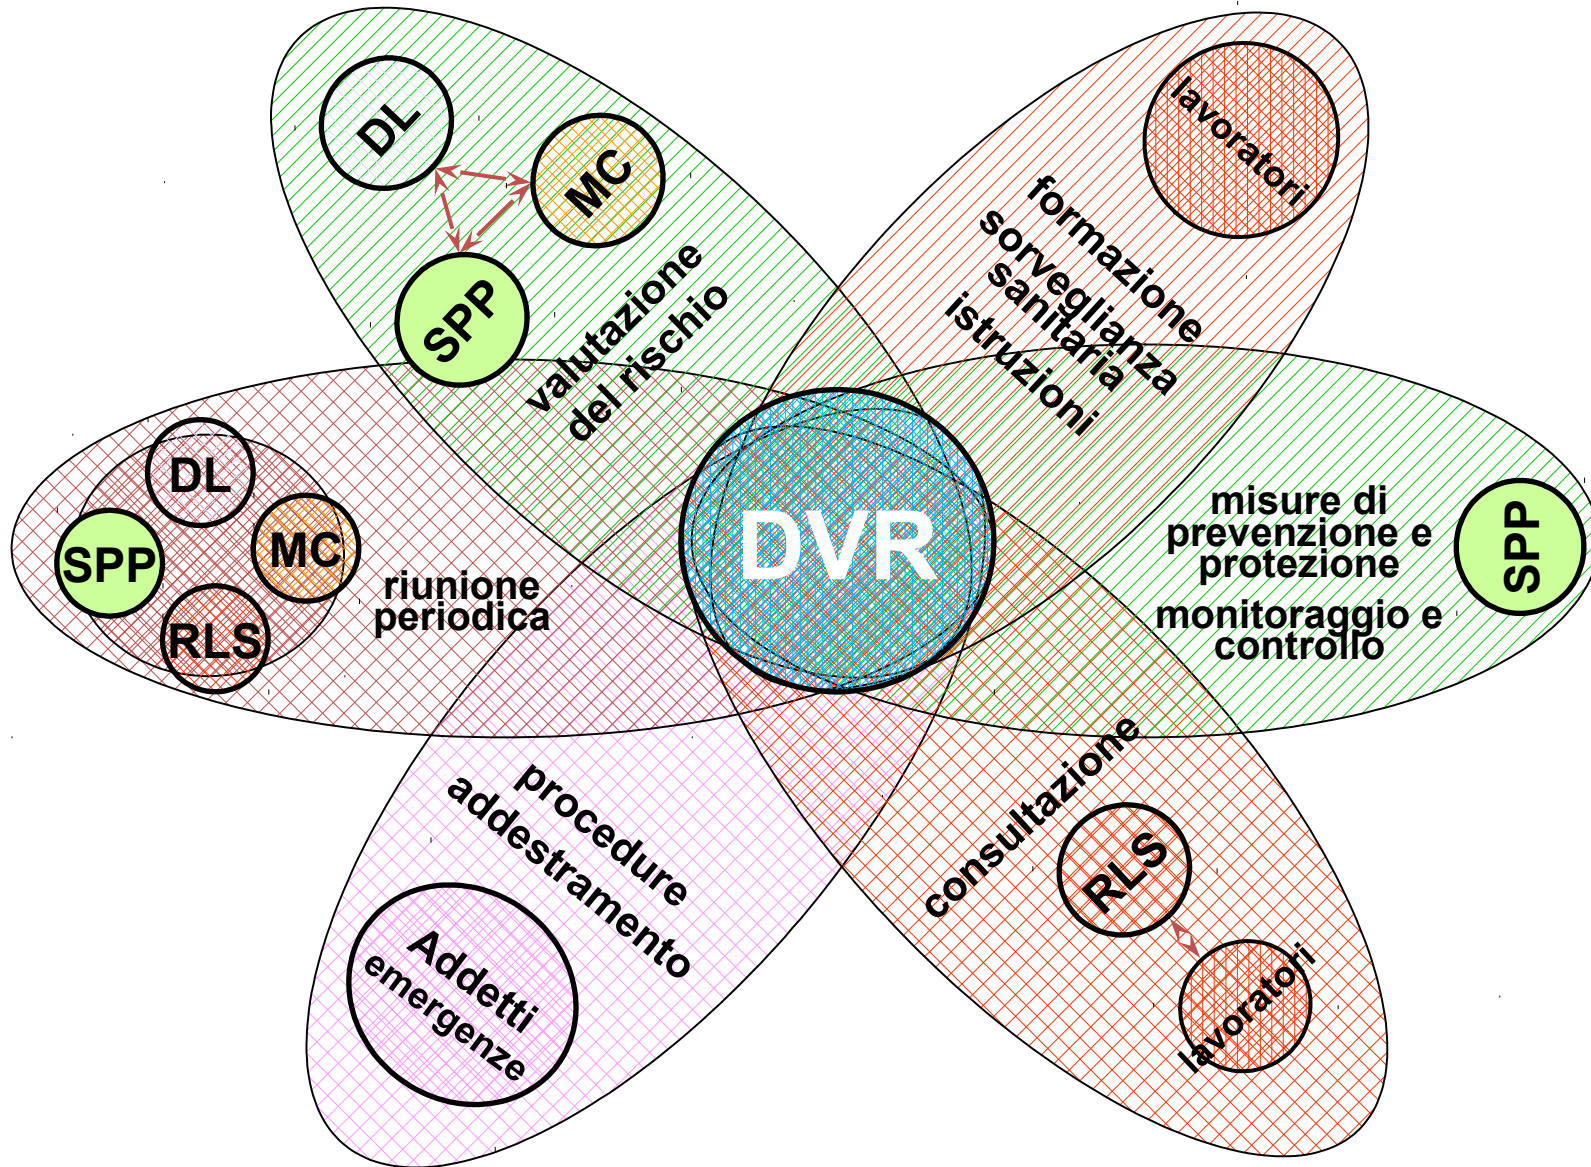 DL
MC
SPP
valutazione
del rischio
lavoratori
formazione
sorveglianza
sanitaria
istruzioni
DL
SPP
MC
RLS
riunione
periodica
DVR
misure di
prevenzione e
protezione
monitoraggio e
controllo
SPP
procedure
addestramento
Addetti
emergenze
consultazione
RLS
lavoratori